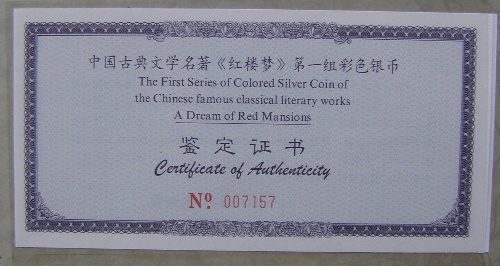 中国古典文学名著《红楼梦》第一组彩色银币
The First Series of Colored Silver Coin of
the Chinese famous classical literary works
A Dream of Red Mansions
鉴定证书
Certificate of Authenticity
Nº 007157